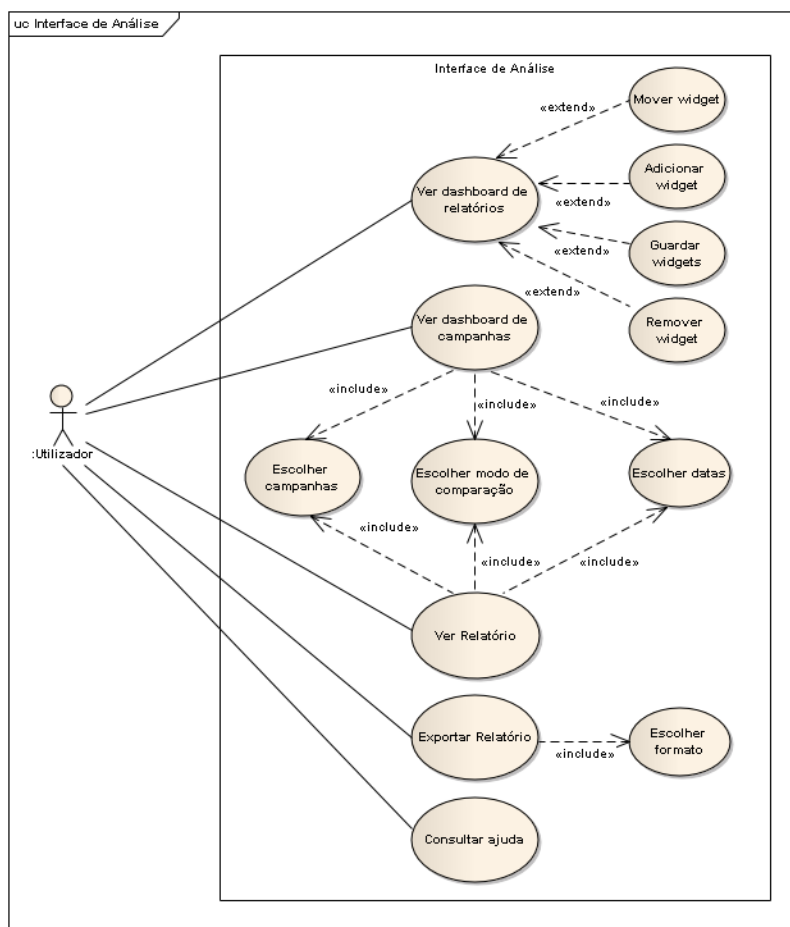 uc Interface de Análise
Interface de Análise
Mover widget
«extend»
Adicionar
widget
Ver dashboard de
relatórios
«extend»
Guardar
widgets
«extend»
«extend»
Remover
widget
Ver dashboard de
campanhas
«include»
«include»
«include»
:Utilizador
Escolher
campanhas
Escolher modo de
comparação
Escolher datas
«include»
«include»
«include»
Ver Relatório
Exportar Relatório
«include»
Escolher
formato
Consultar ajuda